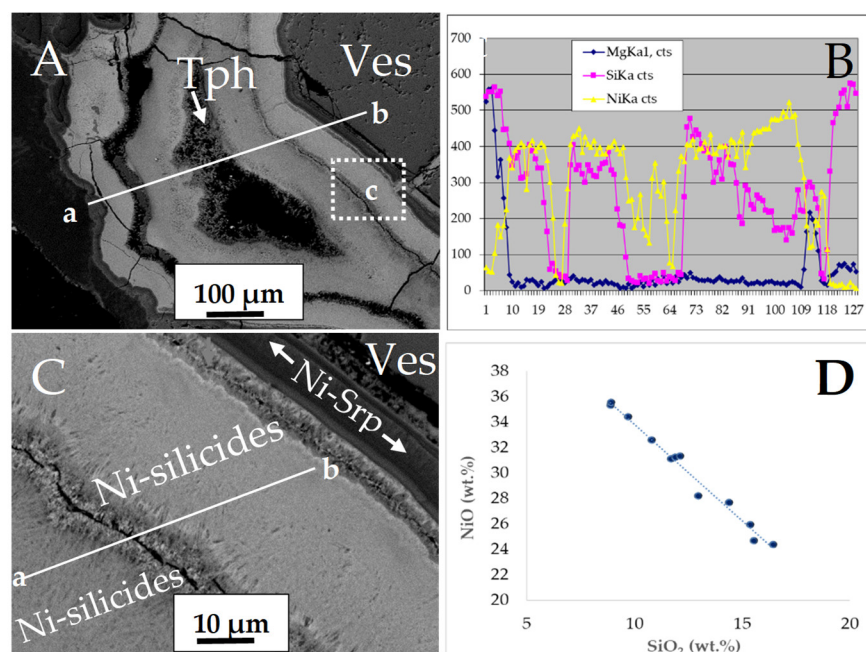 A
Tph
Ves
b
a
c
100 µm
B
MgKa1, cts
SiKa cts
NiKa cts
700
600
500
400
300
200
100
0
1 10 19 28 37 46 55 64 73 82 91 100 109 118 127
C
Ves
Ni-Srp
Ni-silicides
b
a
Ni-silicides
10 µm
D
38
36
34
32
30
28
26
24
22
20
NiO (wt.%)
5 10 15 20
SiO₂ (wt.%)